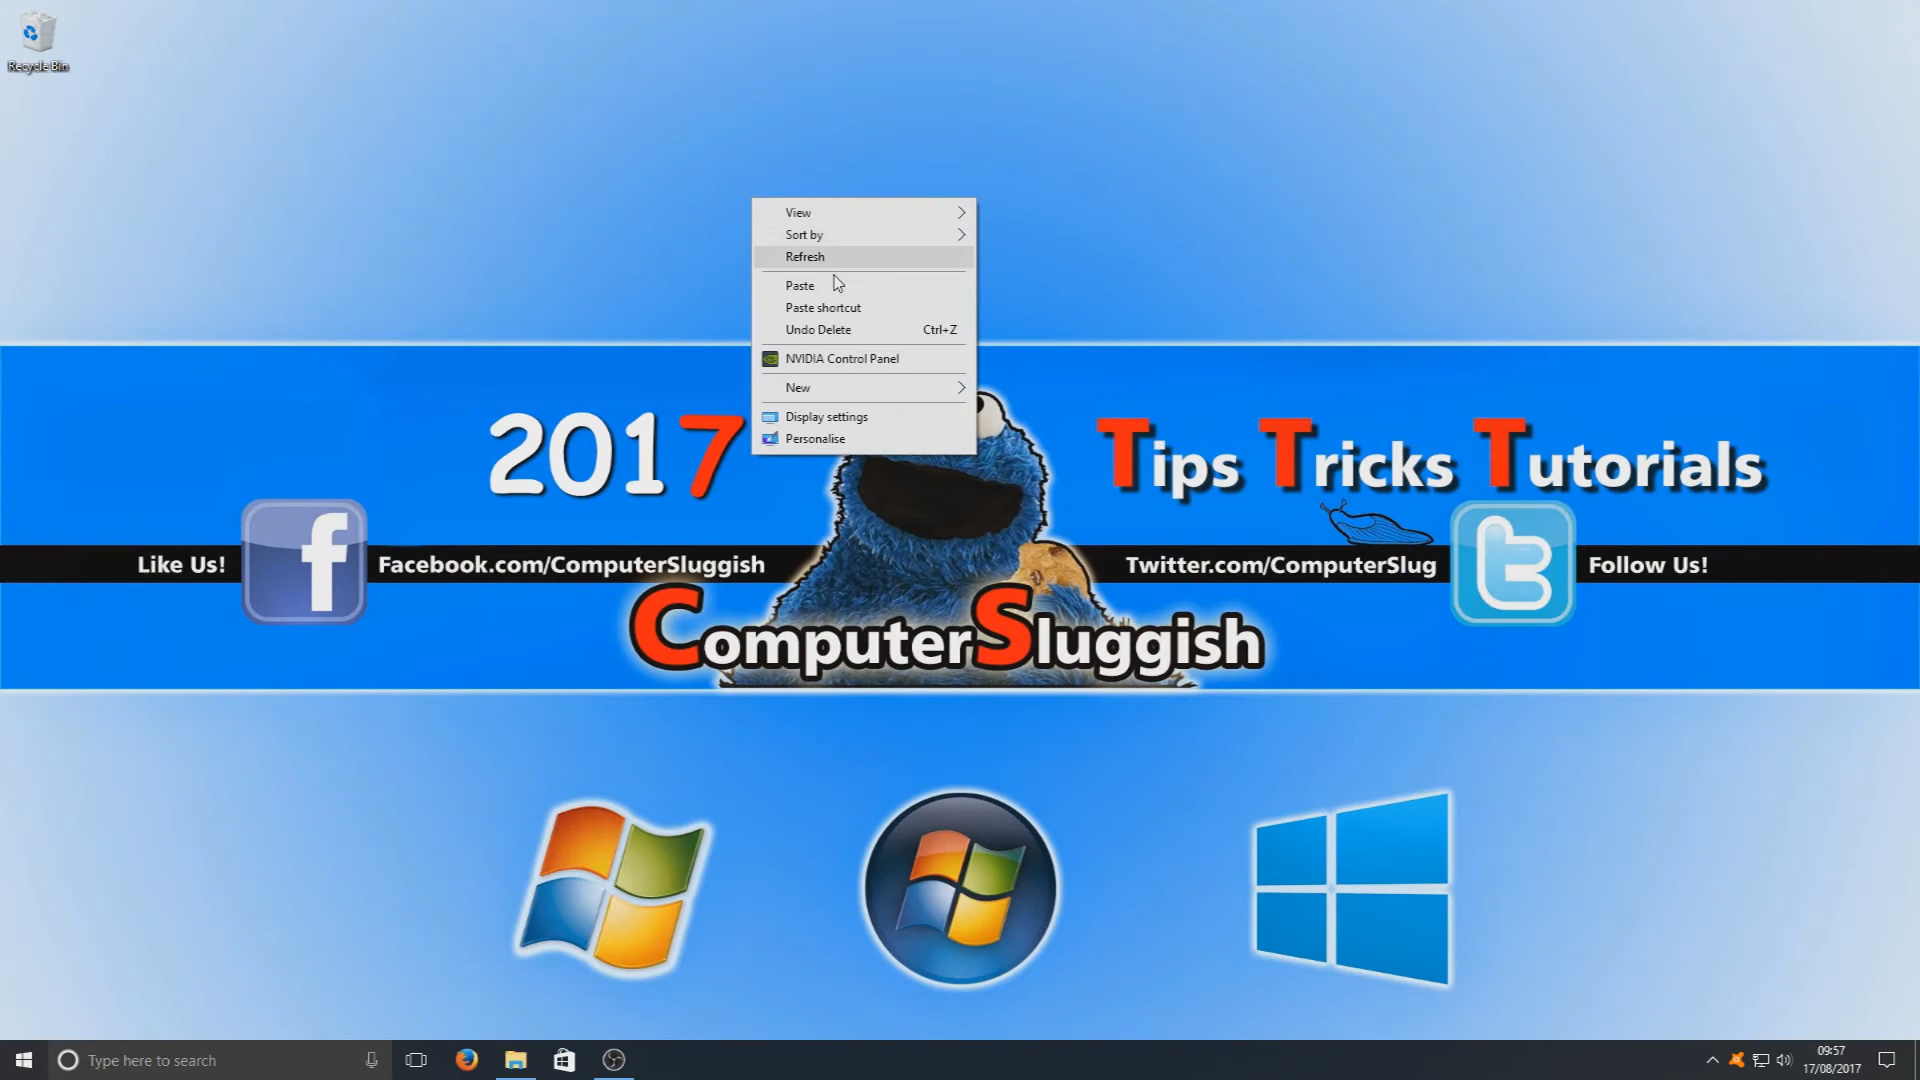 Recycle Bin
View
Sort by
Refresh
Paste
Paste shortcut
Undo Delete Ctrl+Z
NVIDIA Control Panel
New
Display settings
Personalise
2017
Tips Tricks Tutorials
Like Us!
f
Facebook.com/ComputerSluggish
Twitter.com/ComputerSlug
t
Follow Us!
ComputerSluggish
Type here to search
09:57
17/08/2017